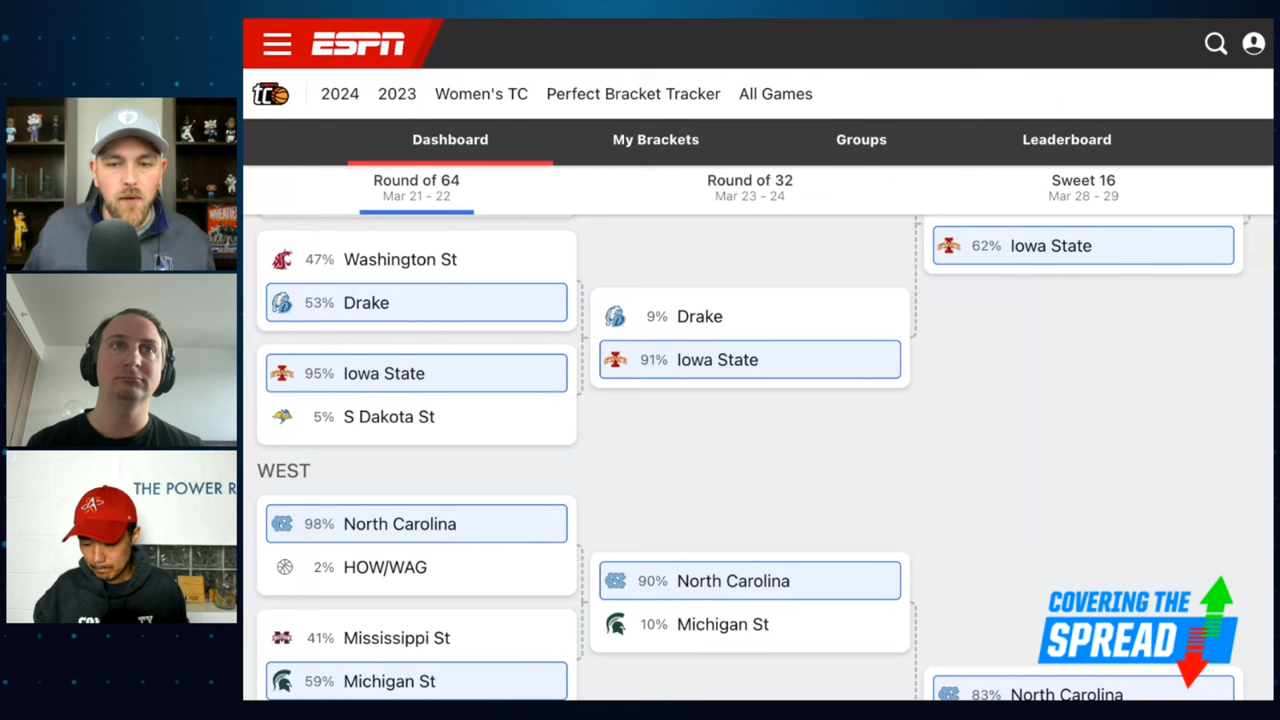 ESPN
tc
2024 2023 Women's TC Perfect Bracket Tracker All Games
Dashboard My Brackets Groups Leaderboard
Round of 64
Mar 21 - 22
Round of 32
Mar 23 - 24
Sweet 16
Mar 28 - 29
47% Washington St
53% Drake
95% Iowa State
5% S Dakota St
9% Drake
91% Iowa State
62% Iowa State
WEST
98% North Carolina
2% HOW/WAG
41% Mississippi St
59% Michigan St
90% North Carolina
10% Michigan St
83% North Carolina
COVERING THE
SPREAD
WHEATIES
THE POWER R
A